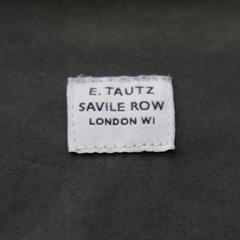 E. TAUTZ
SAVILE ROW
LONDON W1